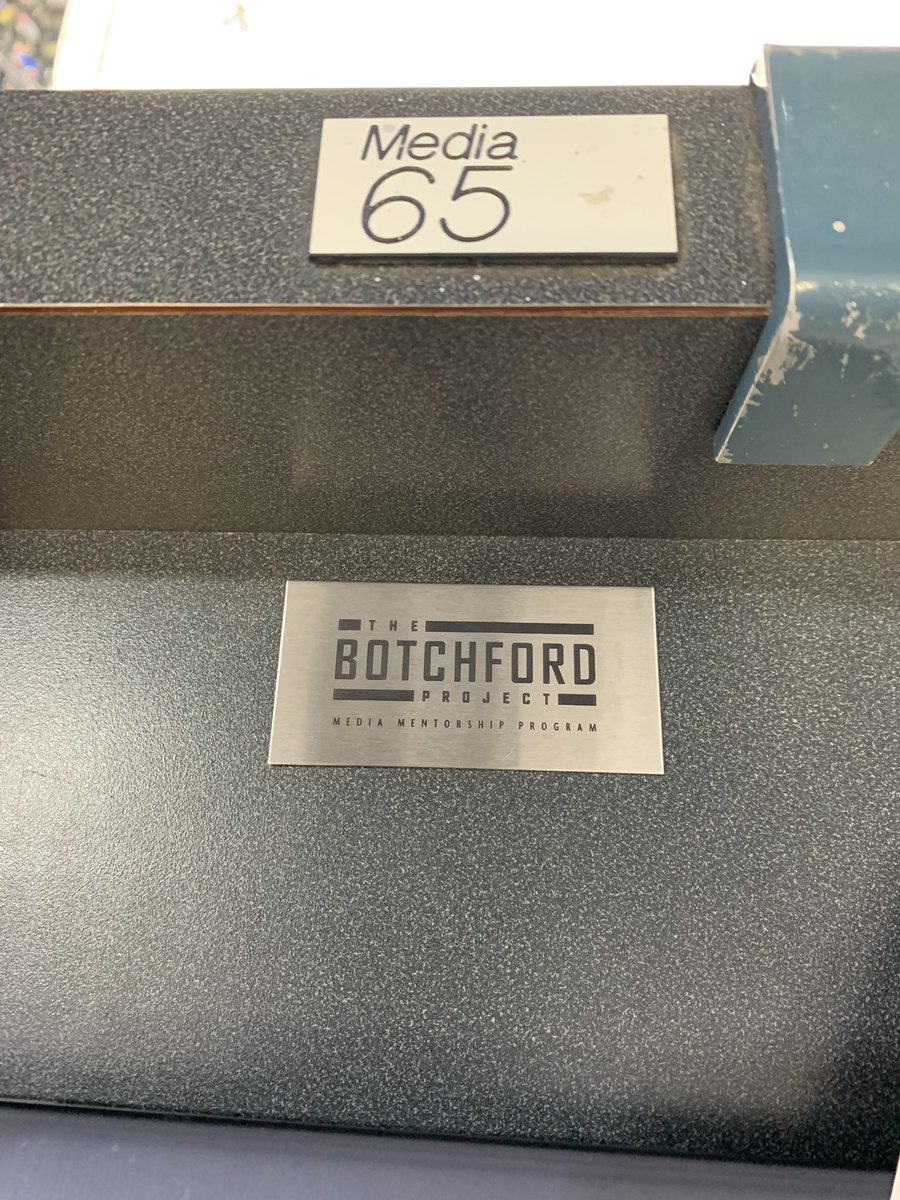 Media
65
THE
BOTCHFORD
PROJECT
MEDIA MENTORSHIP PROGRAM